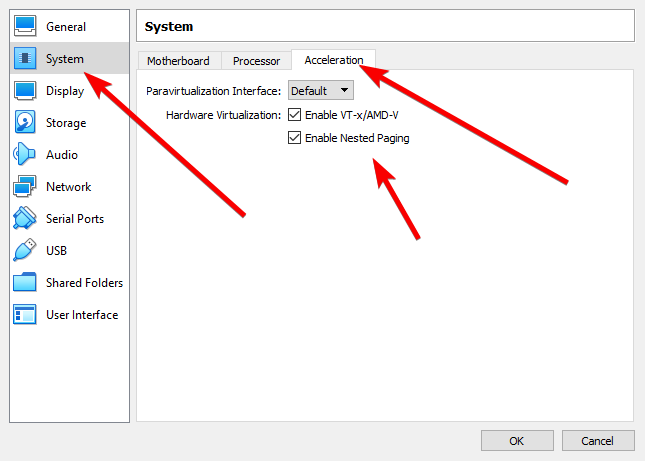 General
System
Display
Storage
Audio
Network
Serial Ports
USB
Shared Folders
User Interface
System
Motherboard Processor Acceleration
Paravirtualization Interface: Default
Hardware Virtualization: Enable VT-x/AMD-V
Enable Nested Paging
OK Cancel